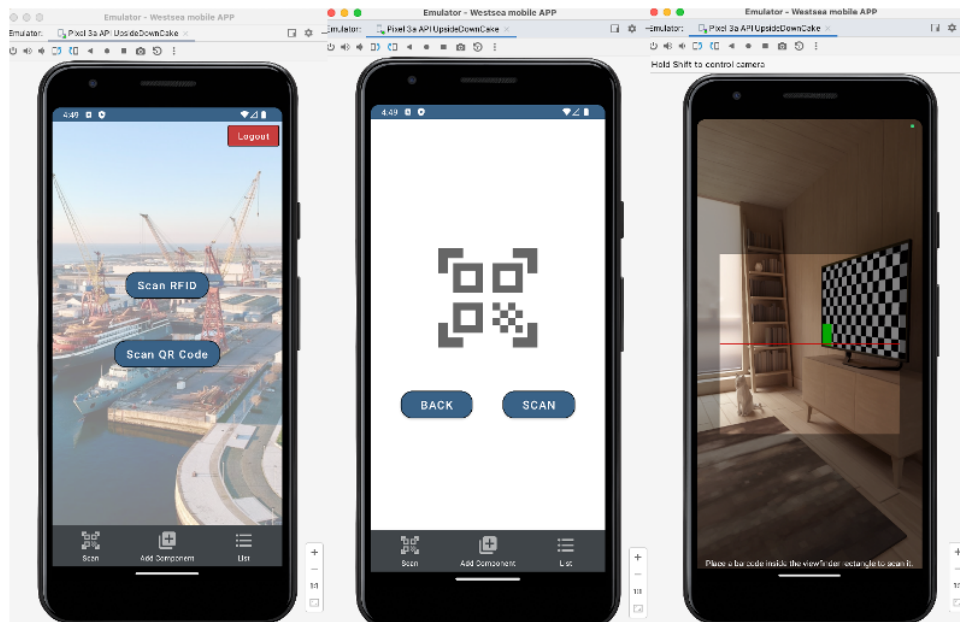 Emulator - Westsea mobile APP
Emulator:
Pixel 3a API UpsideDownCake
4:49
Logout
Scan RFID
Scan QR Code
Scan
Add Component
List
1:1
Emulator - Westsea mobile APP
Emulator:
Pixel 3a API UpsideDownCake
4:49
BACK
SCAN
Scan
Add Component
List
1:1
Emulator - Westsea mobile APP
Emulator:
Pixel 3a API UpsideDownCake
Hold Shift to control camera
Place a bar code inside the viewfinder rectangle to scan it.
1:1